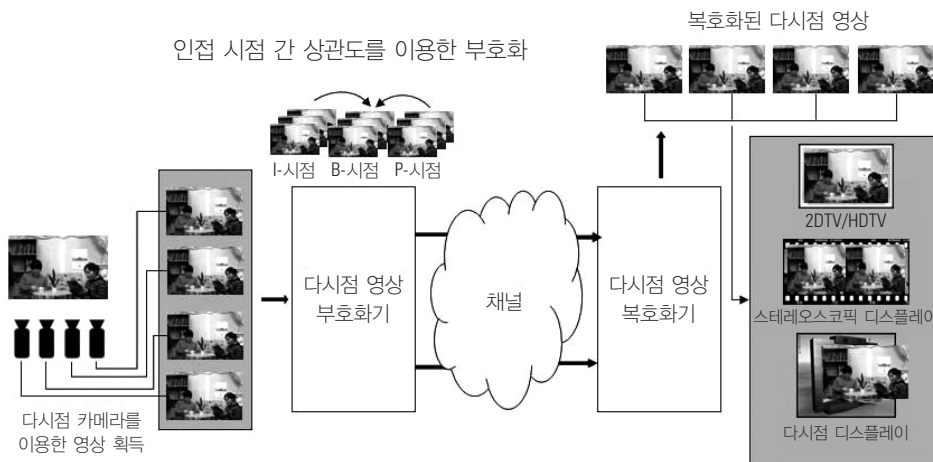 복호화된 다시점 영상
인접 시점 간 상관도를 이용한 부호화
I-시점 B-시점 P-시점
2DTV/HDTV
다시점 영상
부호화기
채널
다시점 영상
복호화기
스테레오스코픽 디스플레이
다시점 카메라를
이용한 영상 획득
다시점 디스플레이